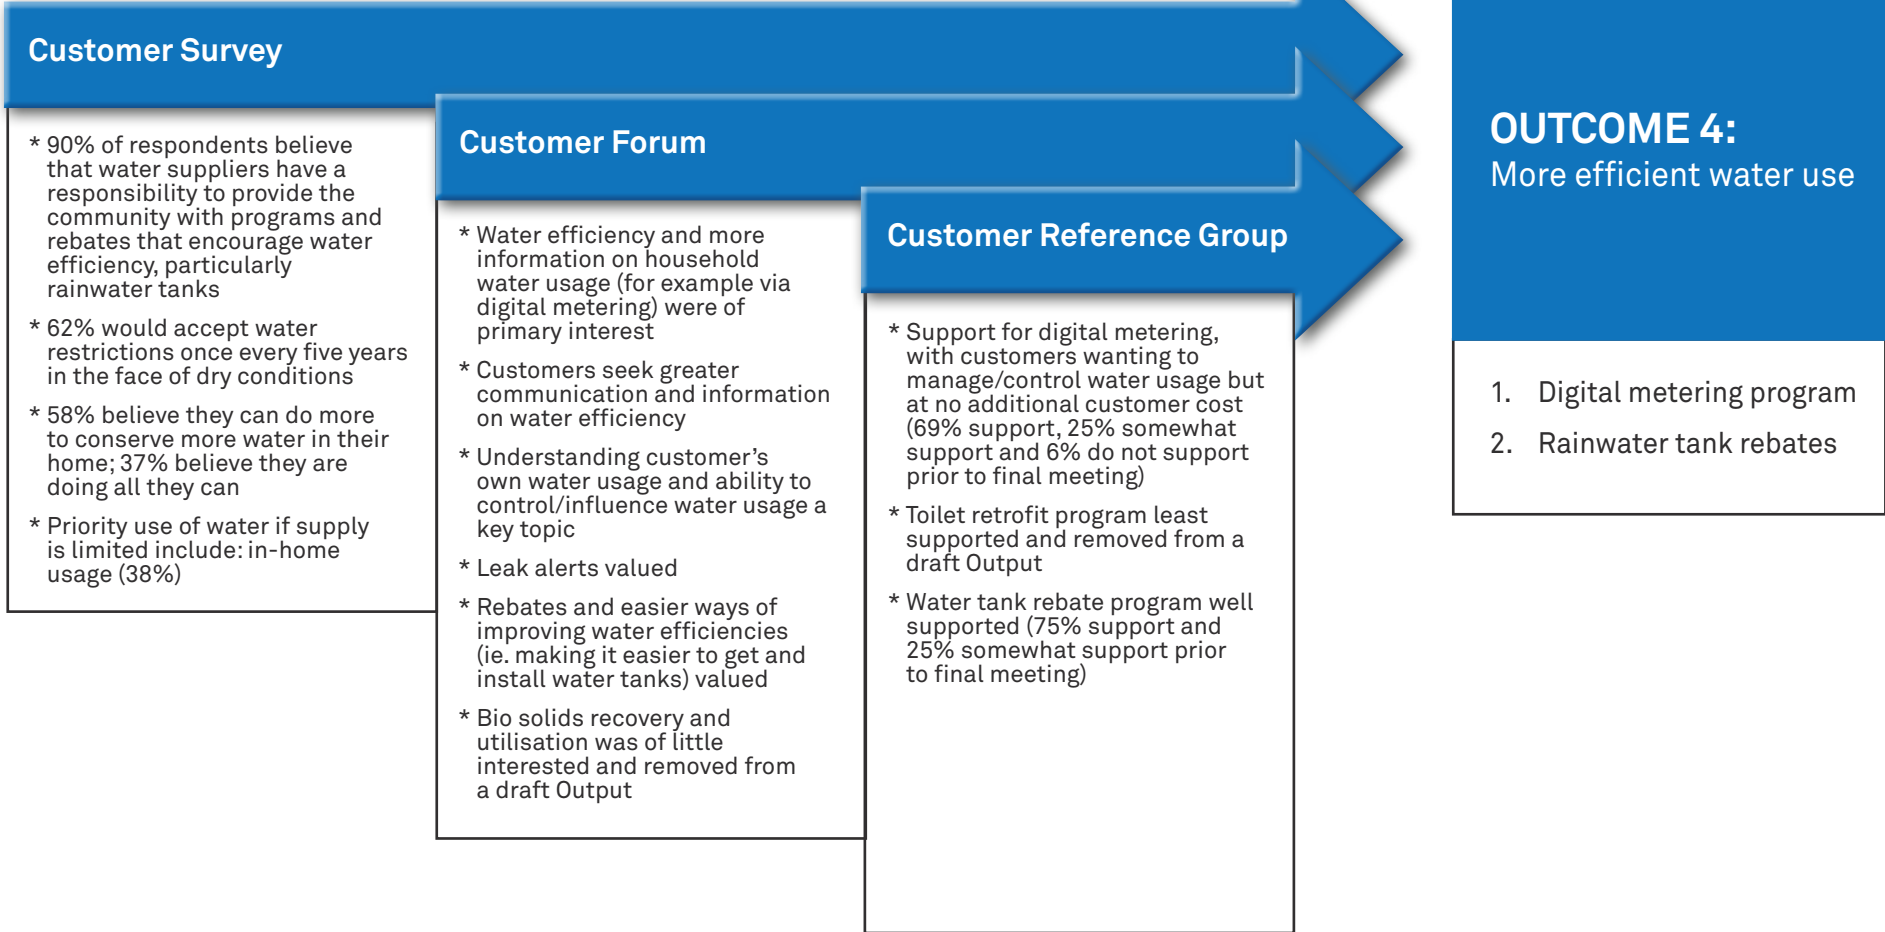 Customer Survey
* 90% of respondents believe
that water suppliers have a
responsibility to provide the
community with programs and
rebates that encourage water
efficiency, particularly
rainwater tanks
* 62% would accept water
restrictions once every five years
in the face of dry conditions
* 58% believe they can do more
to conserve more water in their
home; 37% believe they are
doing all they can
* Priority use of water if supply
is limited include: in-home
usage (38%)
Customer Forum
* Water efficiency and more
information on household
water usage (for example via
digital metering) were of
primary interest
* Customers seek greater
communication and information
on water efficiency
* Understanding customer's
own water usage and ability to
control/influence water usage a
key topic
* Leak alerts valued
* Rebates and easier ways of
improving water efficiencies
(ie. making it easier to get and
install water tanks) valued
* Bio solids recovery and
utilisation was of little
interested and removed from
a draft Output
Customer Reference Group
* Support for digital metering,
with customers wanting to
manage/control water usage but
at no additional customer cost
(69% support, 25% somewhat
support and 6% do not support
prior to final meeting)
* Toilet retrofit program least
supported and removed from a
draft Output
* Water tank rebate program well
supported (75% support and
25% somewhat support prior
to final meeting)
OUTCOME 4:
More efficient water use
1. Digital metering program
2. Rainwater tank rebates